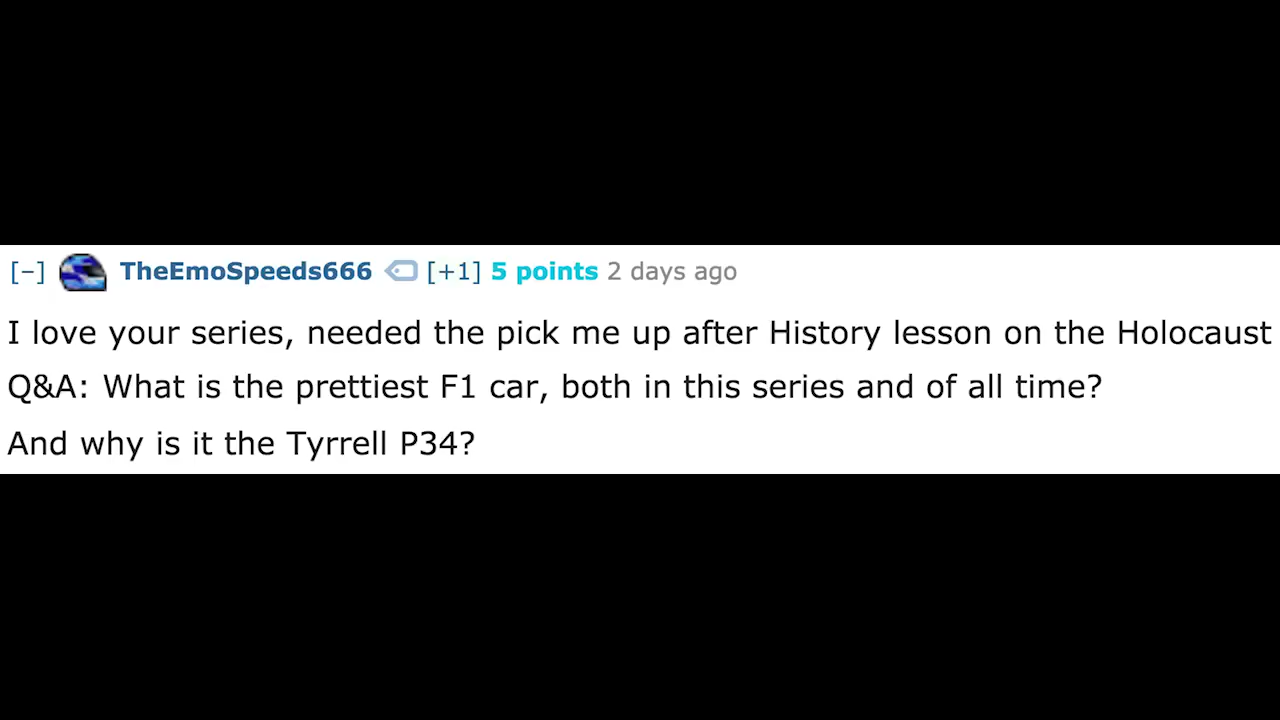 [–] TheEmoSpeeds666 [+1] 5 points 2 days ago
I love your series, needed the pick me up after History lesson on the Holocaust
Q&A: What is the prettiest F1 car, both in this series and of all time?
And why is it the Tyrrell P34?